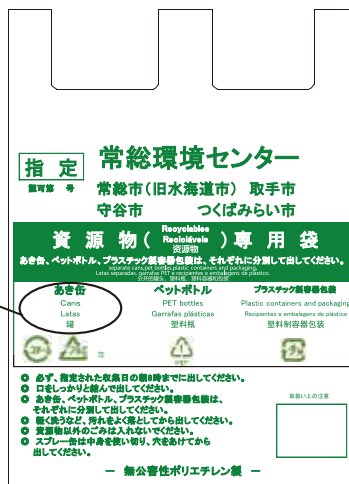 常総環境センター
指定
認可第 号
常総市(旧水海道市) 取手市
守谷市 つくばみらい市
資源物(Recyclables Recicláveis 资源物)専用袋
あき缶、ペットボトル、プラスチック製容器包装は、それぞれに分別して出してください。
separate cans,pet bottles,plastic containers and packaging.
Latas separadas, garrafas PET e recipientes e embalagens de plástico.
あき缶 ペットボトル プラスチック製容器包装
Cans PET bottles Plastic containers and packaging
Latas Garrafas plásticas Recipientes e embalagens de plástico
罐 塑料瓶 塑料制容器包装
等
◎ 必ず、指定された収集日の朝8時までに出してください。
◎ 口をしっかりと結んで出してください。
◎ あき缶、ペットボトル、プラスチック製容器包装は、
それぞれに分別して出してください。
◎ 軽く洗うなど、汚れをよく落としてから出してください。
◎ 資源物以外のごみは入れないでください。
◎ スプレー缶は中身を使い切り、穴をあけてから
出してください。
取扱い上の注意
ー 無公害性ポリエチレン製 ー